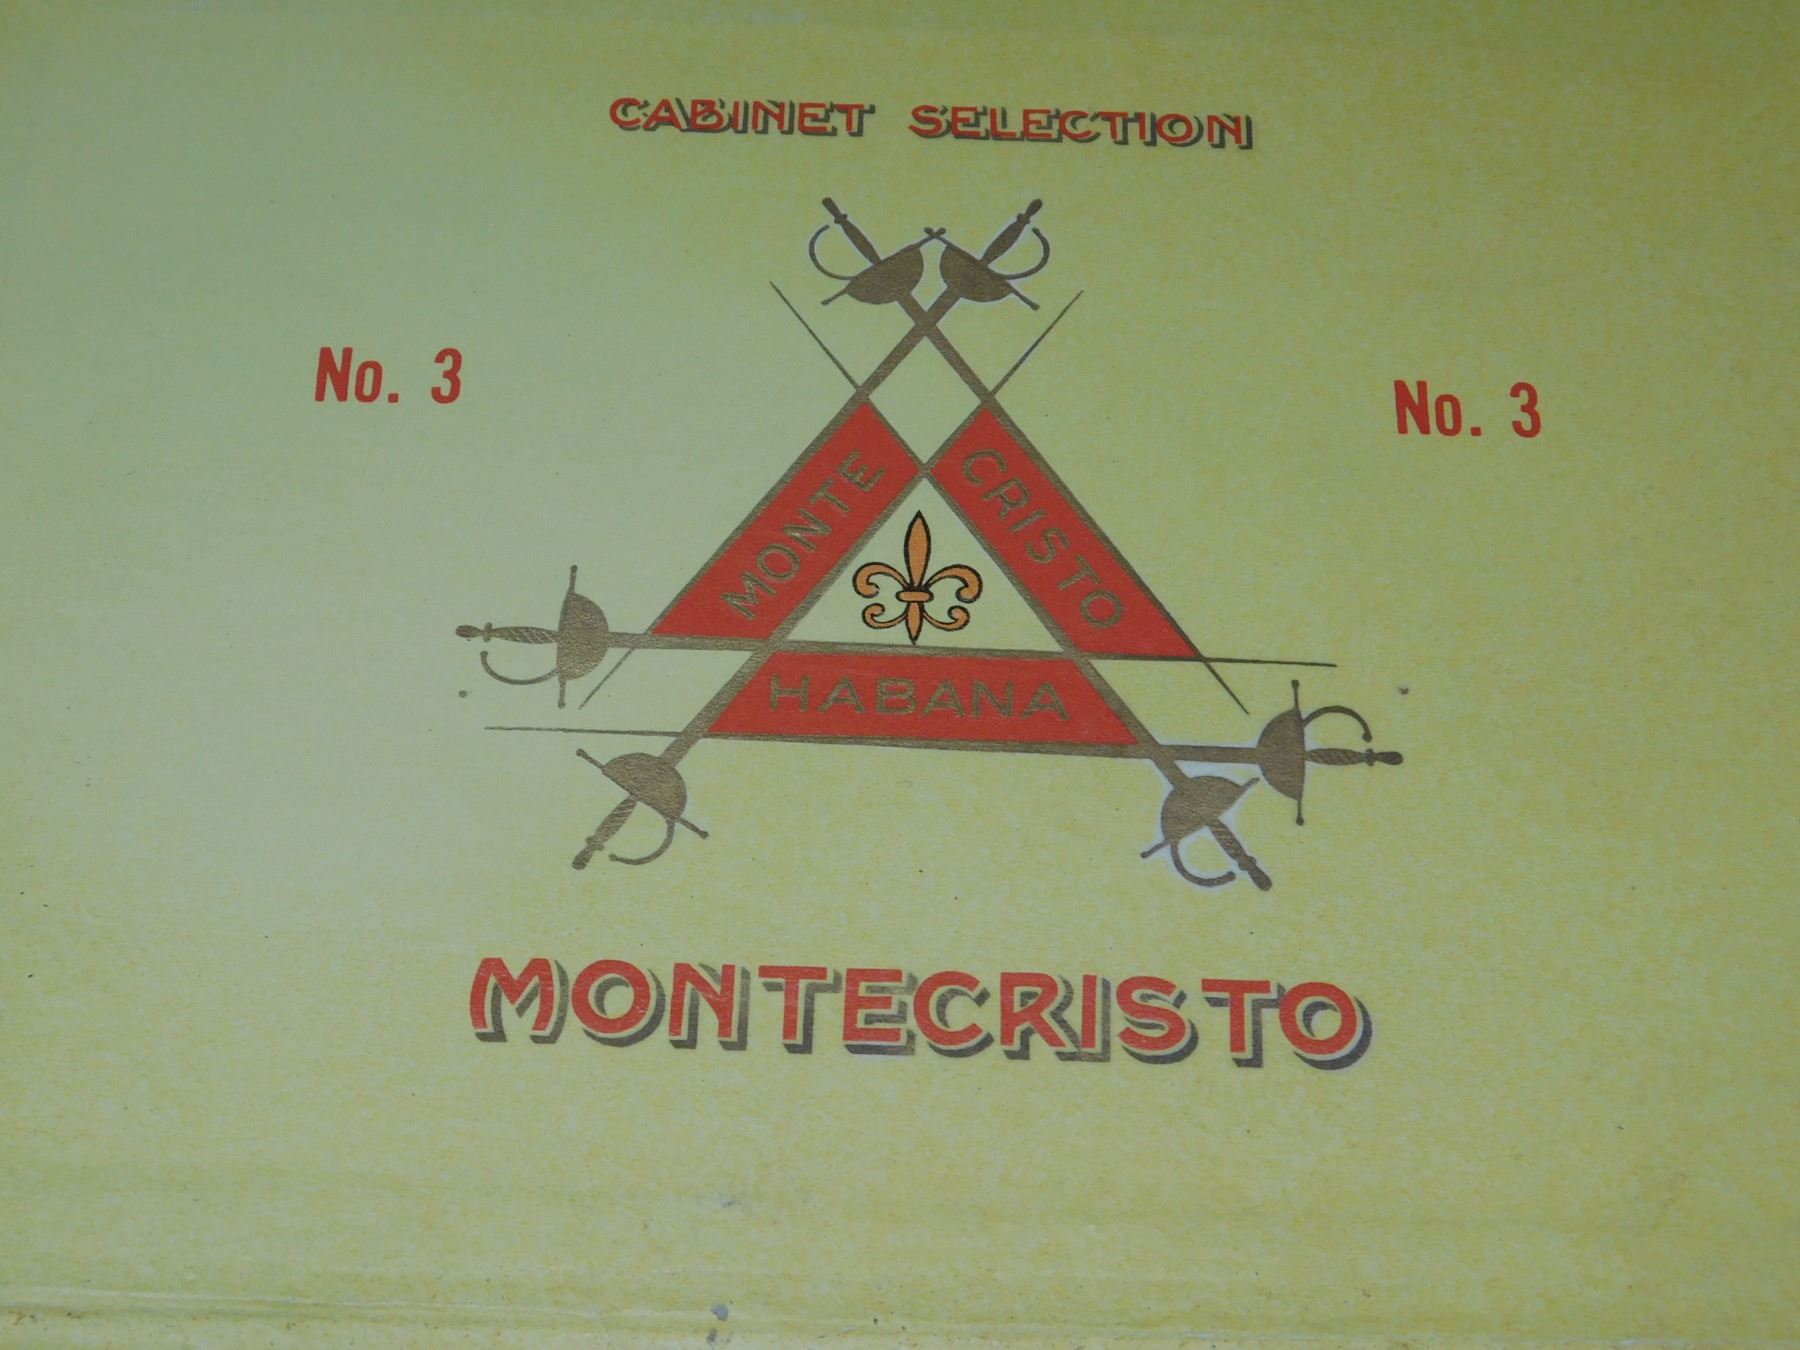 CABINET SELECTION
No. 3
No. 3
MONTE
CRISTO
HABANA
MONTECRISTO